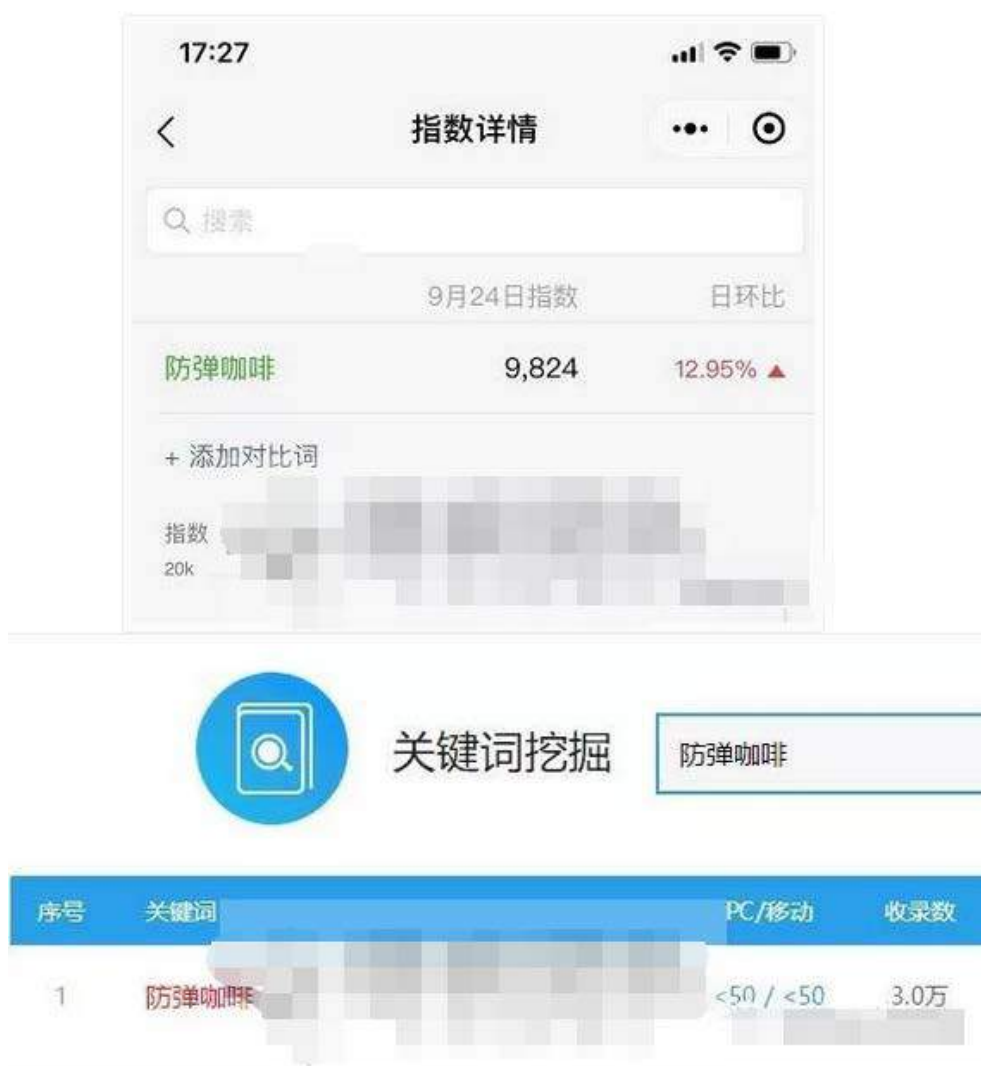 17:27
指数详情
搜索
9月24日指数 日环比
防弹咖啡 9,824 12.95% ▲
+ 添加对比词
指数
20k
关键词挖掘 防弹咖啡
序号 关键词 PC/移动 收录数
1 防弹咖啡 <50 / <50 3.0万